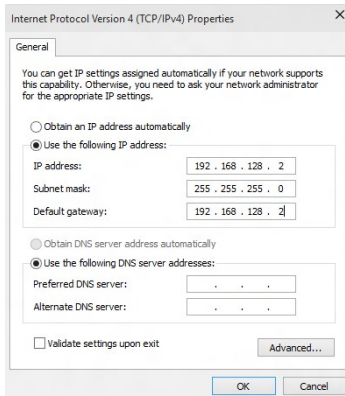 Internet Protocol Version 4 (TCP/IPv4) Properties
General
You can get IP settings assigned automatically if your network supports
this capability. Otherwise, you need to ask your network administrator
for the appropriate IP settings.
Obtain an IP address automatically
Use the following IP address:
IP address: 192 . 168 . 128 . 2
Subnet mask: 255 . 255 . 255 . 0
Default gateway: 192 . 168 . 128 . 2
Obtain DNS server address automatically
Use the following DNS server addresses:
Preferred DNS server: . . .
Alternate DNS server: . . .
Validate settings upon exit
Advanced...
OK Cancel